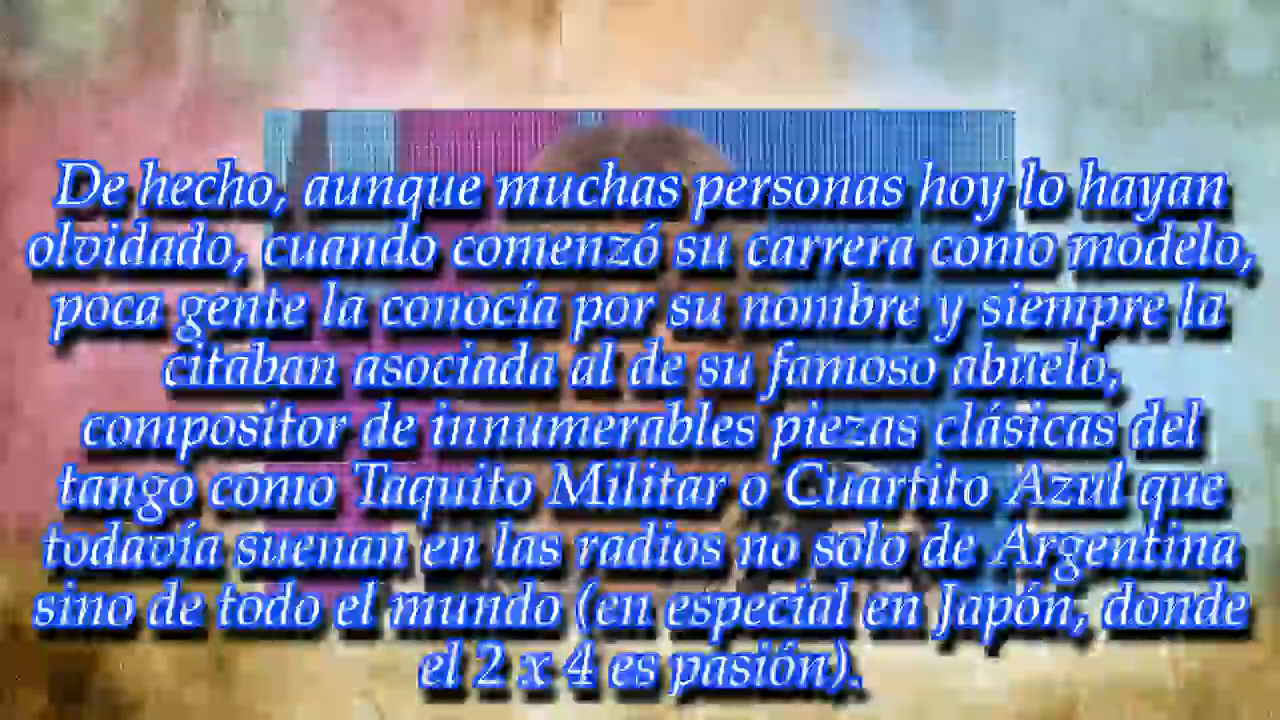 De hecho, aunque muchas personas hoy lo hayan
olvidado, cuando comenzó su carrera como modelo,
poca gente la conocía por su nombre y siempre la
citaban asociada al de su famoso abuelo,
compositor de innumerables piezas clásicas del
tango como Taquito Militar o Cuartito Azul que
todavía suenan en las radios no solo de Argentina
sino de todo el mundo (en especial en Japón, donde
el 2 x 4 es pasión).